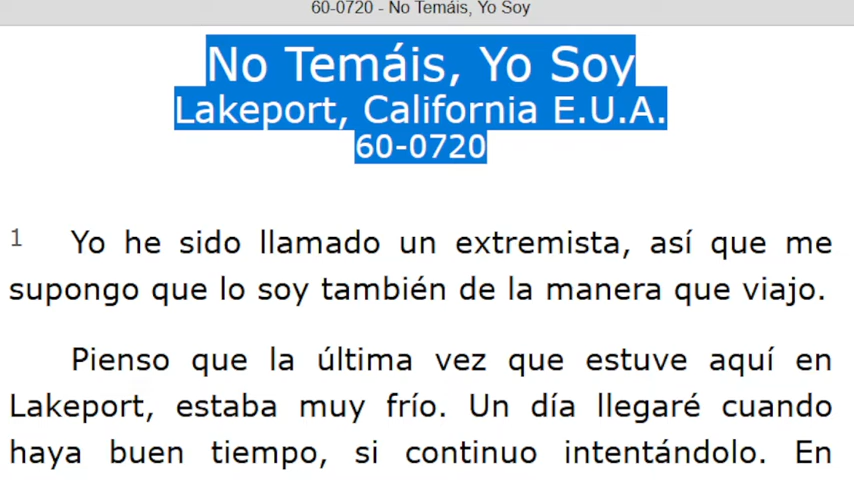 60-0720 - No Temáis, Yo Soy
No Temáis, Yo Soy
Lakeport, California E.U.A.
60-0720
1 Yo he sido llamado un extremista, así que me
supongo que lo soy también de la manera que viajo.
Pienso que la última vez que estuve aquí en
Lakeport, estaba muy frío. Un día llegaré cuando
haya buen tiempo, si continuo intentándolo. En